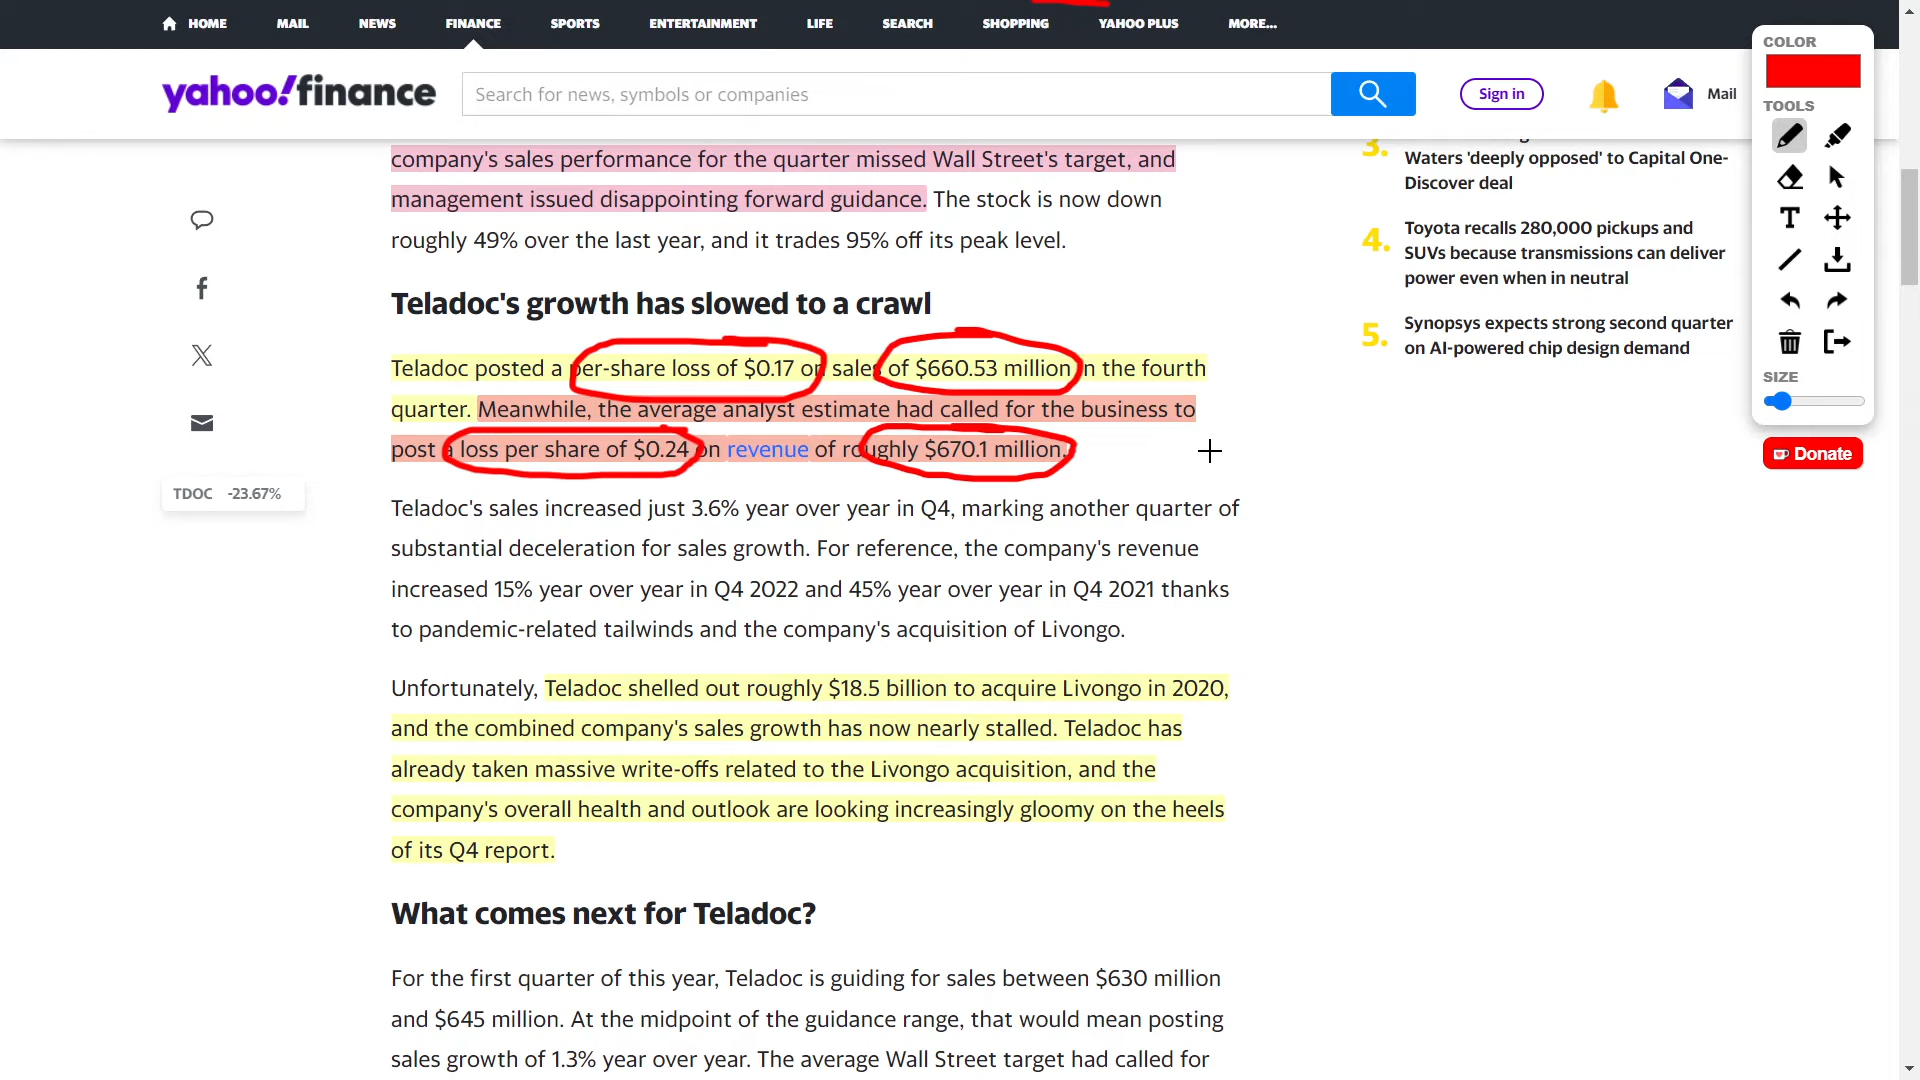 HOME MAIL NEWS FINANCE SPORTS ENTERTAINMENT LIFE SEARCH SHOPPING YAHOO PLUS MORE...
yahoo!finance
Search for news, symbols or companies
Sign in
Mail
company's sales performance for the quarter missed Wall Street's target, and
management issued disappointing forward guidance. The stock is now down
roughly 49% over the last year, and it trades 95% off its peak level.
Teladoc's growth has slowed to a crawl
Teladoc posted a per-share loss of $0.17 on sales of $660.53 million in the fourth
quarter. Meanwhile, the average analyst estimate had called for the business to
post a loss per share of $0.24 on revenue of roughly $670.1 million.
Teladoc's sales increased just 3.6% year over year in Q4, marking another quarter of
substantial deceleration for sales growth. For reference, the company's revenue
increased 15% year over year in Q4 2022 and 45% year over year in Q4 2021 thanks
to pandemic-related tailwinds and the company's acquisition of Livongo.
Unfortunately, Teladoc shelled out roughly $18.5 billion to acquire Livongo in 2020,
and the combined company's sales growth has now nearly stalled. Teladoc has
already taken massive write-offs related to the Livongo acquisition, and the
company's overall health and outlook are looking increasingly gloomy on the heels
of its Q4 report.
What comes next for Teladoc?
For the first quarter of this year, Teladoc is guiding for sales between $630 million
and $645 million. At the midpoint of the guidance range, that would mean posting
sales growth of 1.3% year over year. The average Wall Street target had called for
TDOC -23.67%
3.
Waters 'deeply opposed' to Capital One-
Discover deal
4.
Toyota recalls 280,000 pickups and
SUVs because transmissions can deliver
power even when in neutral
5.
Synopsys expects strong second quarter
on AI-powered chip design demand
COLOR
TOOLS
T
SIZE
Donate